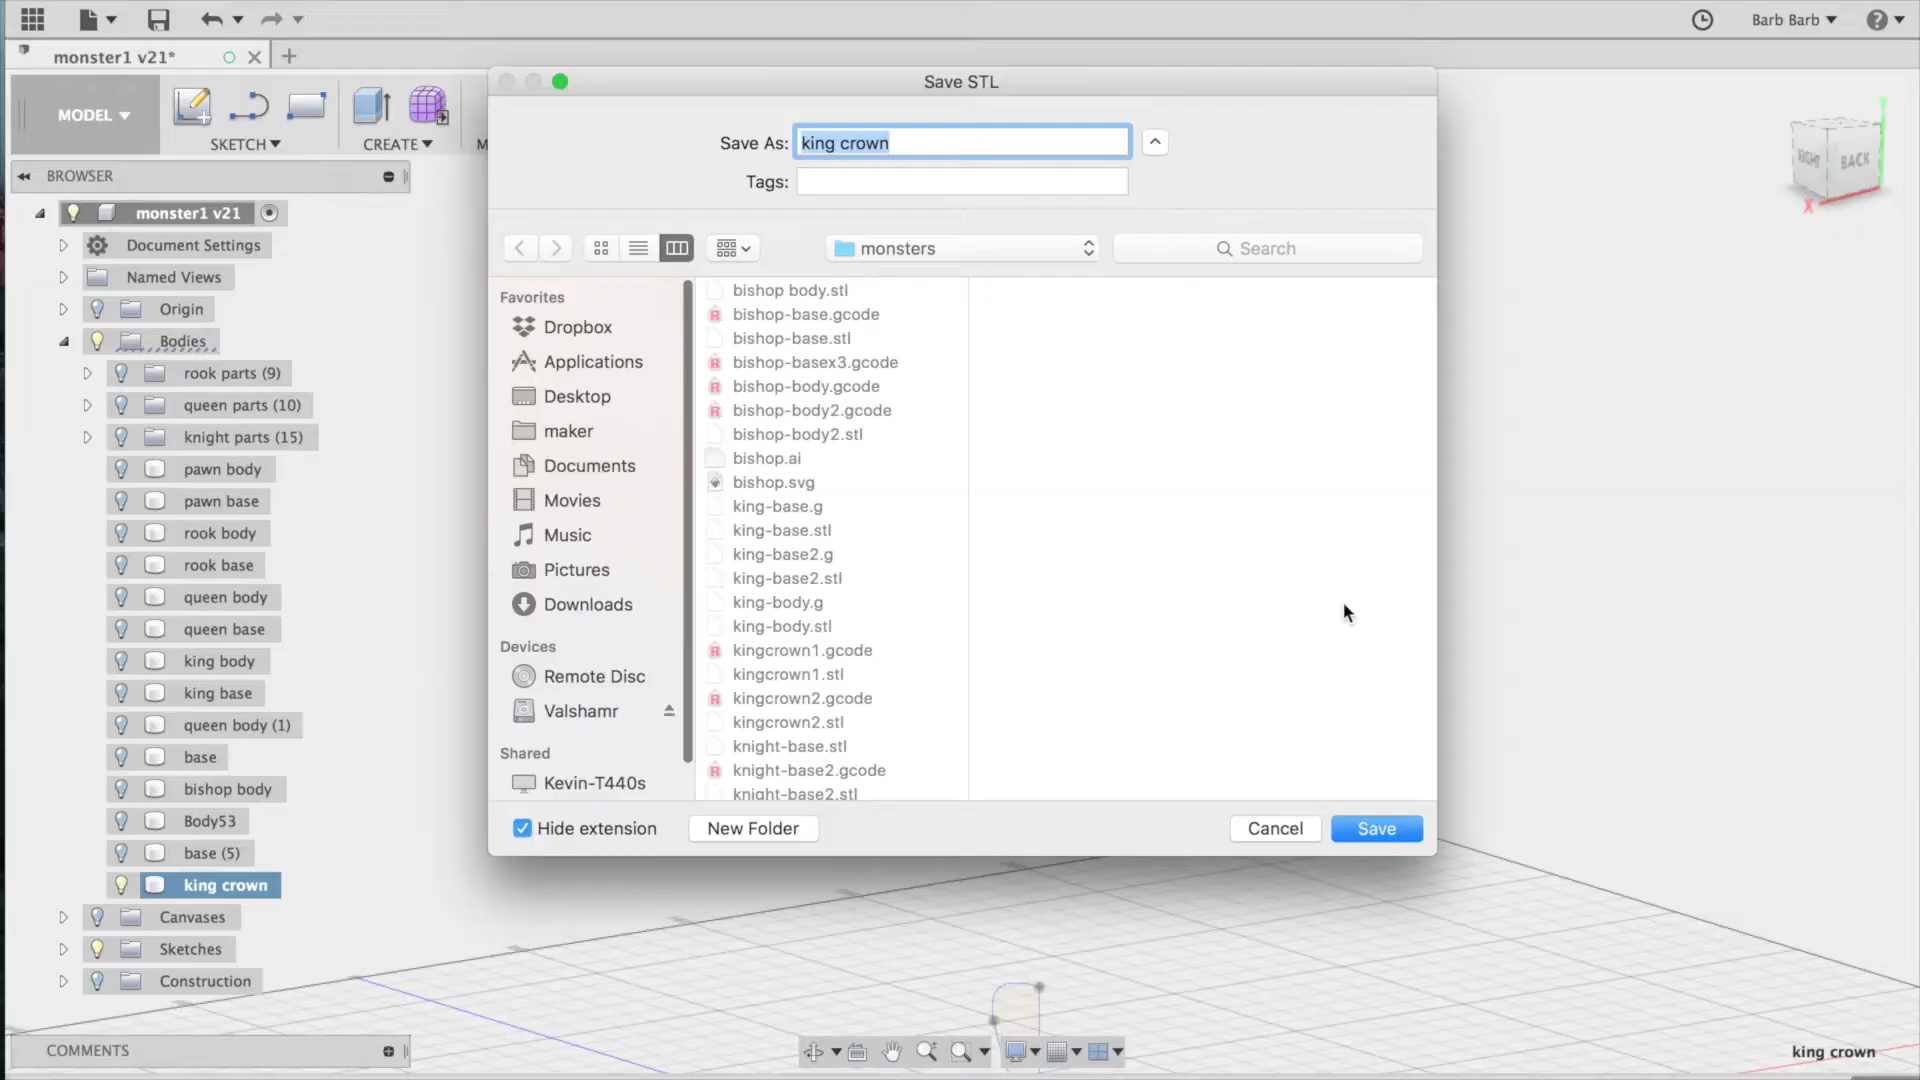 Barb Barb
monster1 v21*
MODEL
SKETCH
CREATE
M
BROWSER
monster1 v21
Document Settings
Named Views
Origin
Bodies
rook parts (9)
queen parts (10)
knight parts (15)
pawn body
pawn base
rook body
rook base
queen body
queen base
king body
king base
queen body (1)
base
bishop body
Body53
base (5)
king crown
Canvases
Sketches
Construction
COMMENTS
Save STL
Save As: king crown
Tags:
monsters
Search
Favorites
Dropbox
Applications
Desktop
maker
Documents
Movies
Music
Pictures
Downloads
Devices
Remote Disc
Valshamr
Shared
Kevin-T440s
bishop body.stl
bishop-base.gcode
bishop-base.stl
bishop-basex3.gcode
bishop-body.gcode
bishop-body2.gcode
bishop-body2.stl
bishop.ai
bishop.svg
king-base.g
king-base.stl
king-base2.g
king-base2.stl
king-body.g
king-body.stl
kingcrown1.gcode
kingcrown1.stl
kingcrown2.gcode
kingcrown2.stl
knight-base.stl
knight-base2.gcode
knight-base2.stl
Hide extension
New Folder
Cancel
Save
RIGHT
BACK
X
king crown